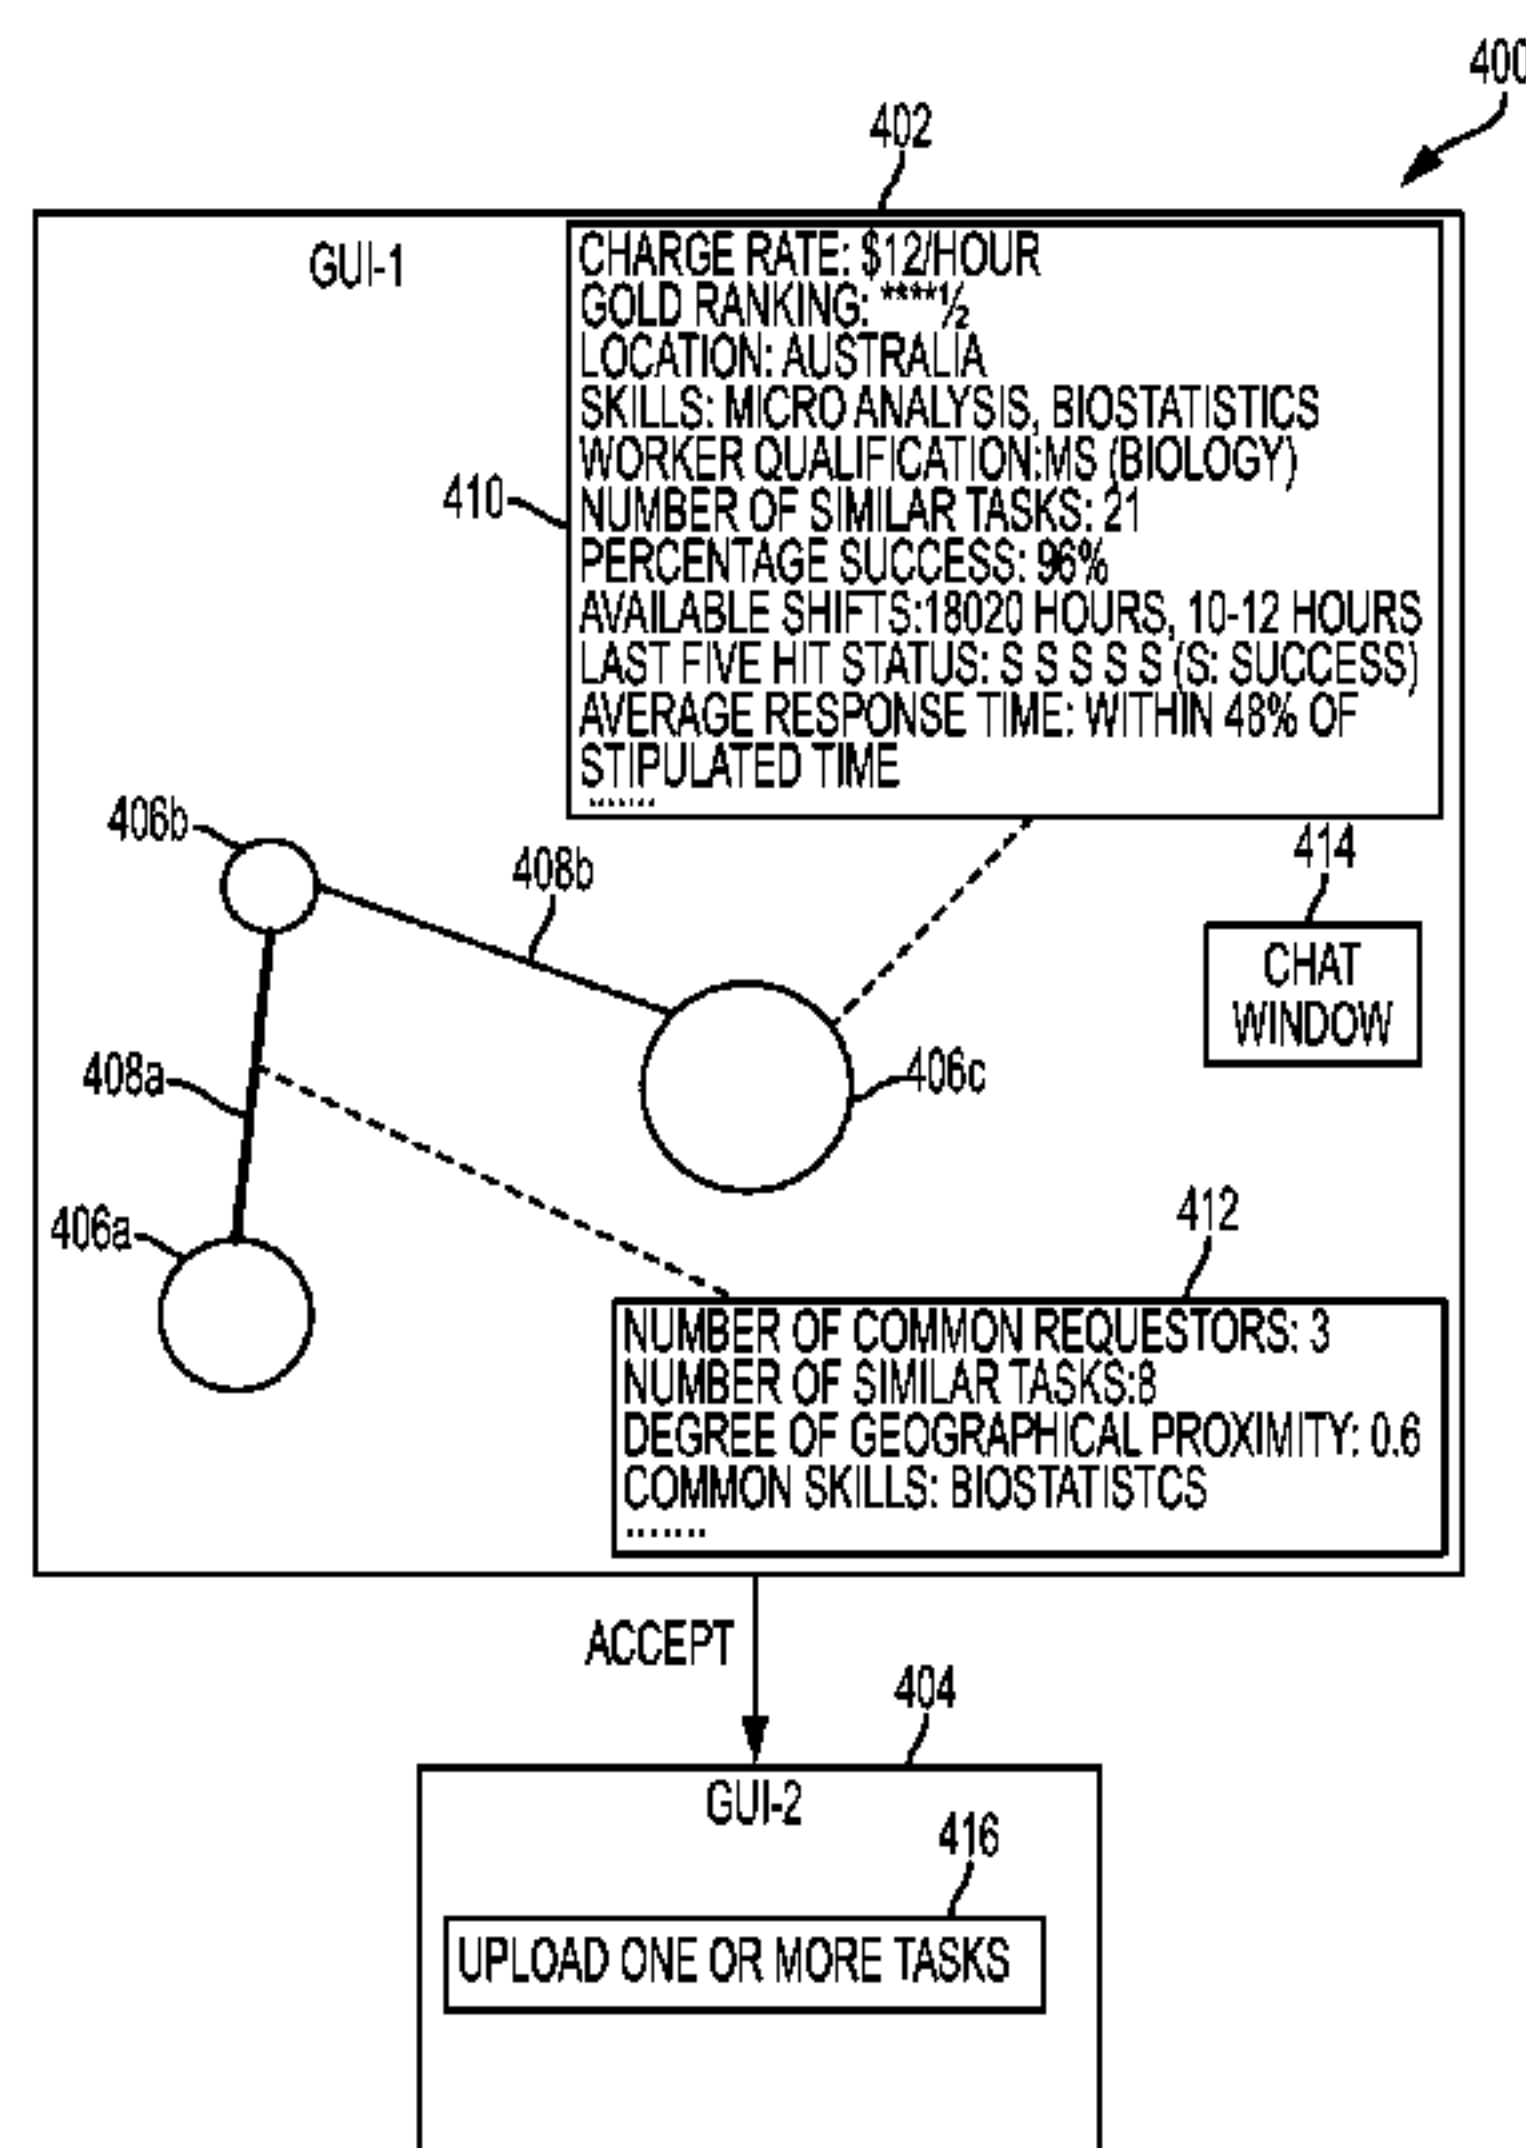 400
402
GUI-1
CHARGE RATE: $12/HOUR
GOLD RANKING: ****½
LOCATION: AUSTRALIA
SKILLS: MICRO ANALYSIS, BIOSTATISTICS
WORKER QUALIFICATION:MS (BIOLOGY)
410
NUMBER OF SIMILAR TASKS: 21
PERCENTAGE SUCCESS: 96%
AVAILABLE SHIFTS:18020 HOURS, 10-12 HOURS
LAST FIVE HIT STATUS: S S S S S (S: SUCCESS)
AVERAGE RESPONSE TIME: WITHIN 48% OF
STIPULATED TIME
.......
406b
408b
414
CHAT
WINDOW
408a
406c
406a
412
NUMBER OF COMMON REQUESTORS: 3
NUMBER OF SIMILAR TASKS:8
DEGREE OF GEOGRAPHICAL PROXIMITY: 0.6
COMMON SKILLS: BIOSTATISTCS
.......
ACCEPT
404
GUI-2
416
UPLOAD ONE OR MORE TASKS